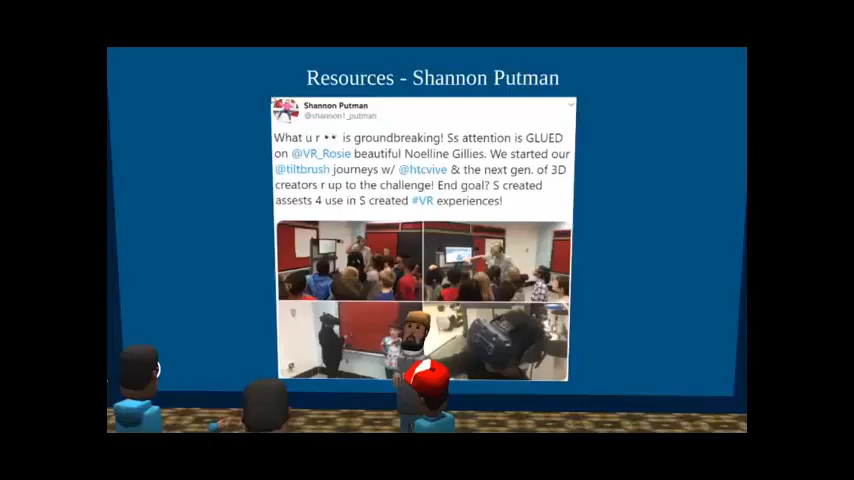 Resources - Shannon Putman
Shannon Putman
@shannon1_putman
What u r 👀 is groundbreaking! Ss attention is GLUED
on @VR_Rosie beautiful Noelline Gillies. We started our
@tiltbrush journeys w/ @htcvive & the next gen. of 3D
creators r up to the challenge! End goal? S created
assests 4 use in S created #VR experiences!